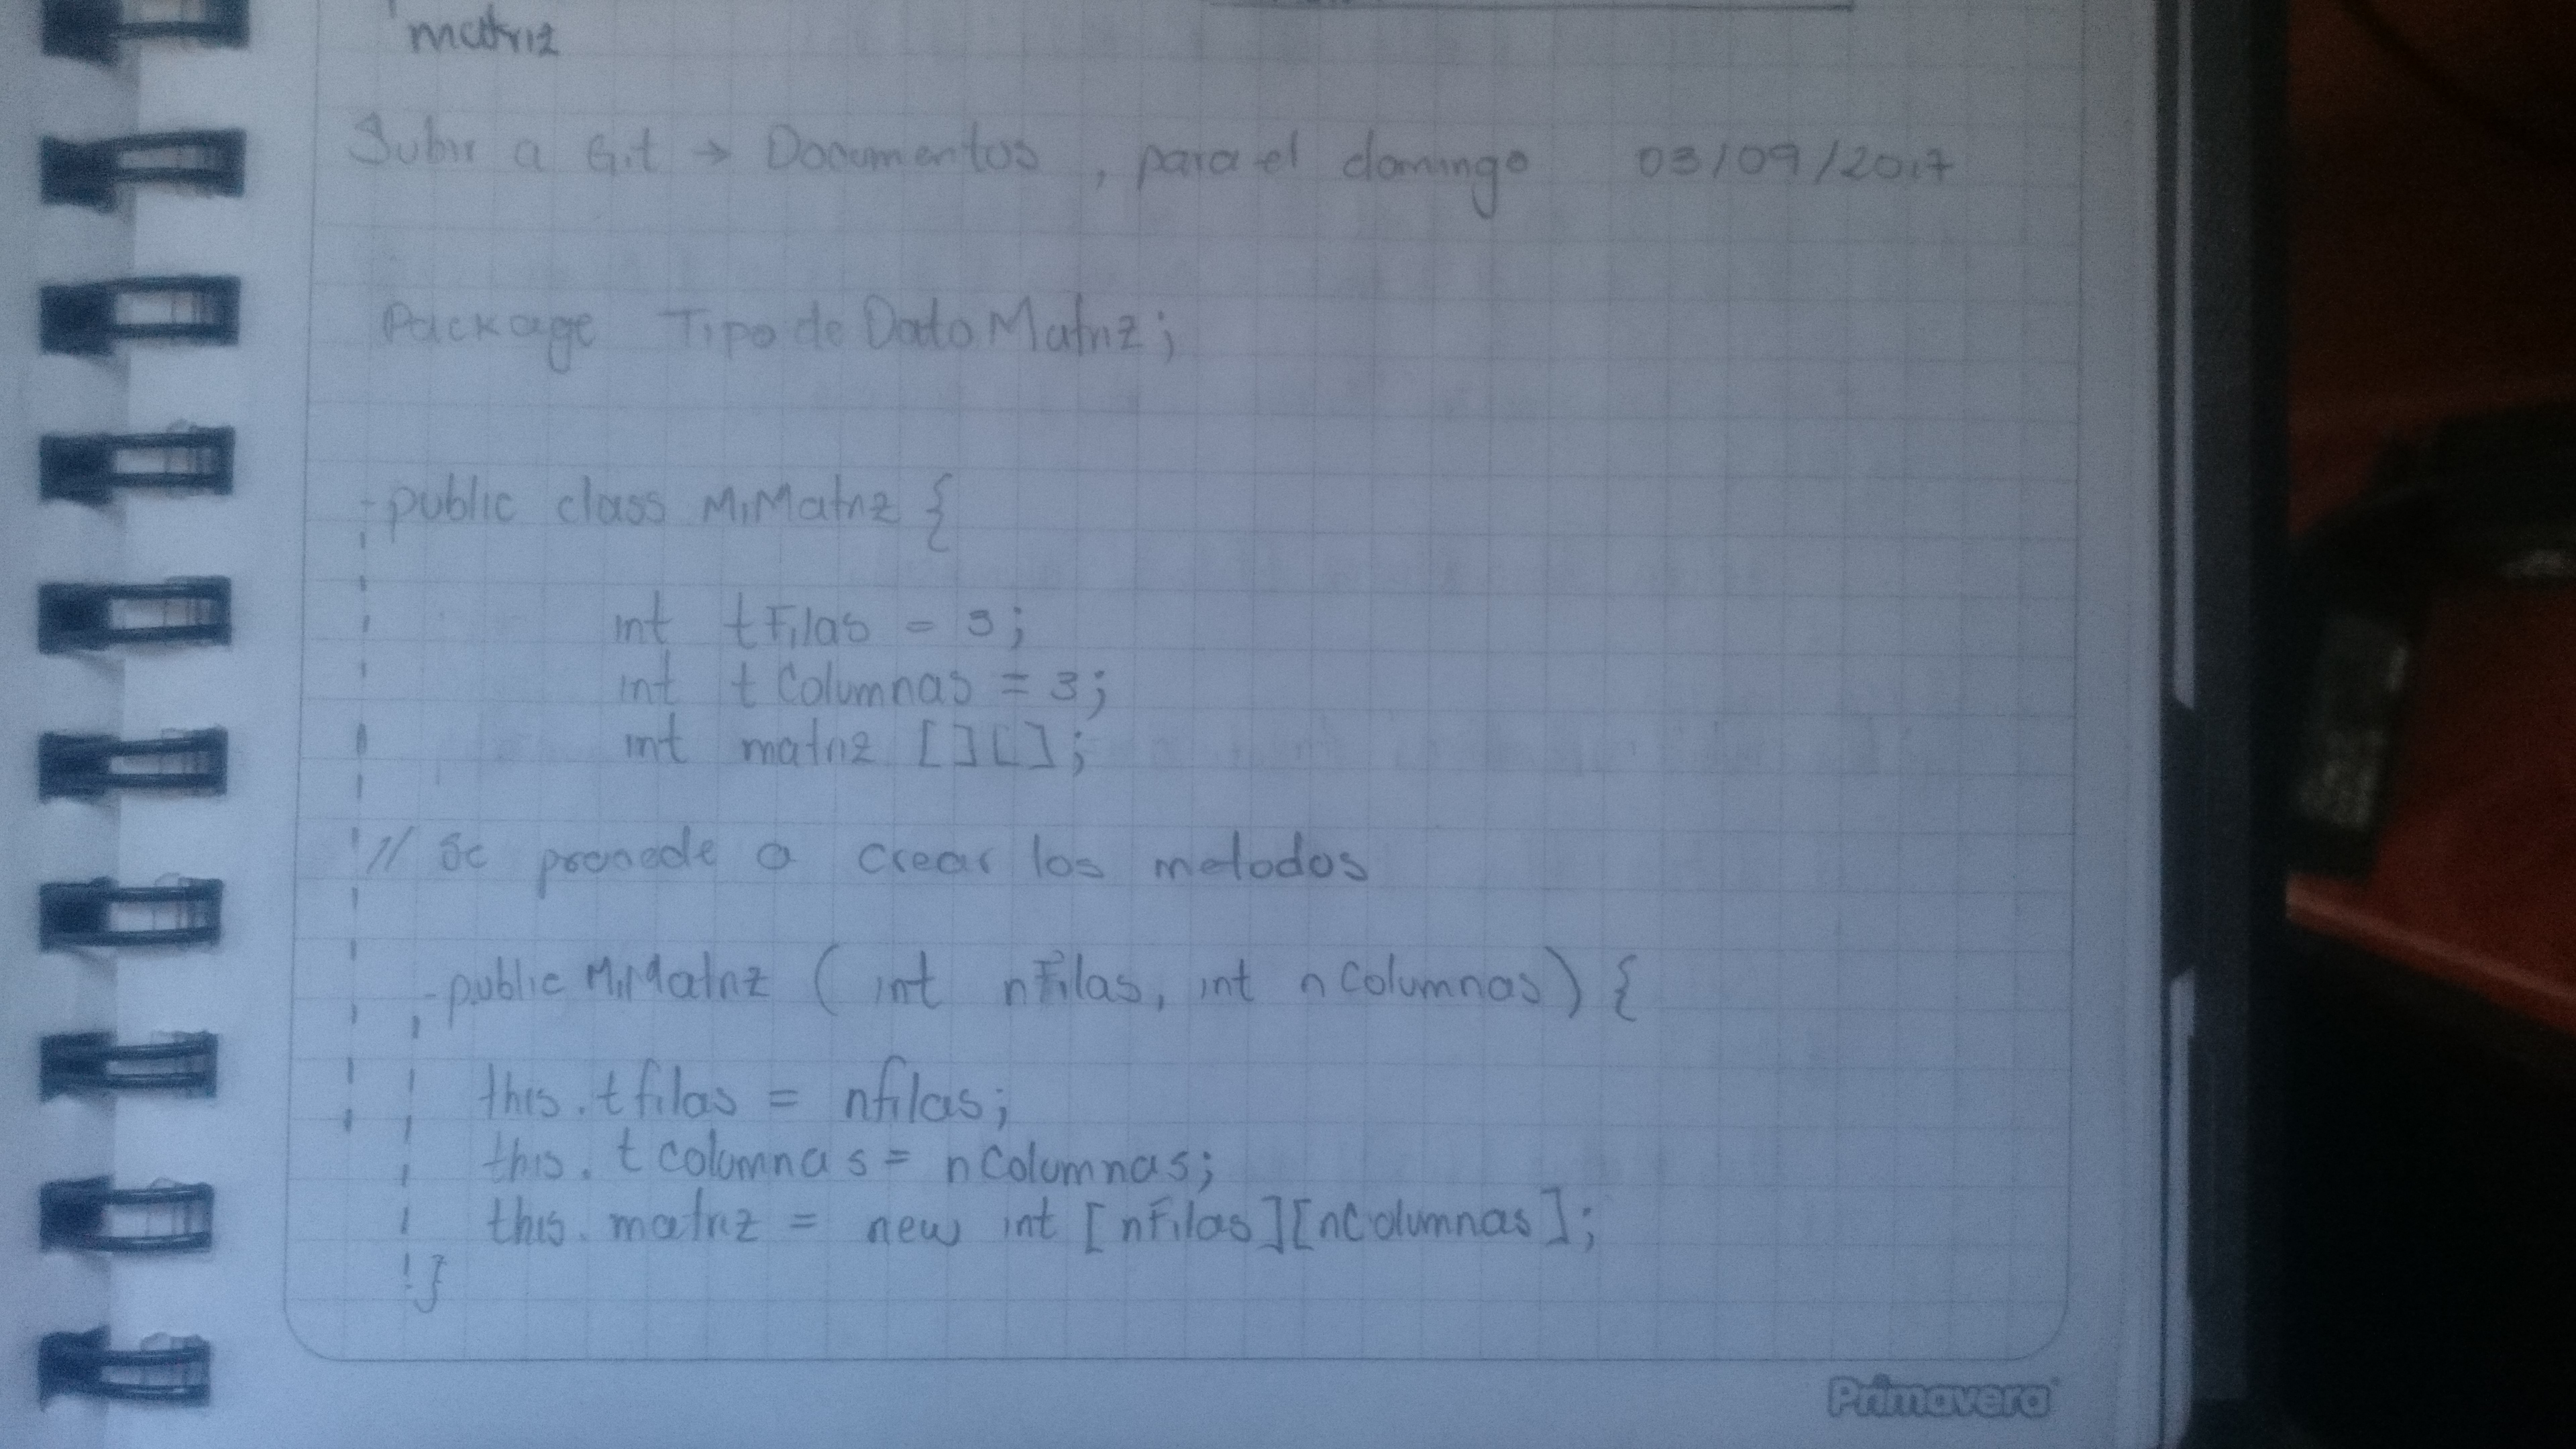 matriz
Subir a Git → Documentos , para el domingo 03/09/2017
Package TipodeDatoMatriz;
public class MiMatriz {
int tFilas = 3;
int tColumnas = 3;
int matriz [][];
// Se procede a crear los metodos
public MiMatriz ( int nFilas, int nColumnas) {
this.tfilas = nfilas;
this.tcolumnas = nColumnas;
this.matriz = new int [nFilas][nColumnas];
}
Primavera